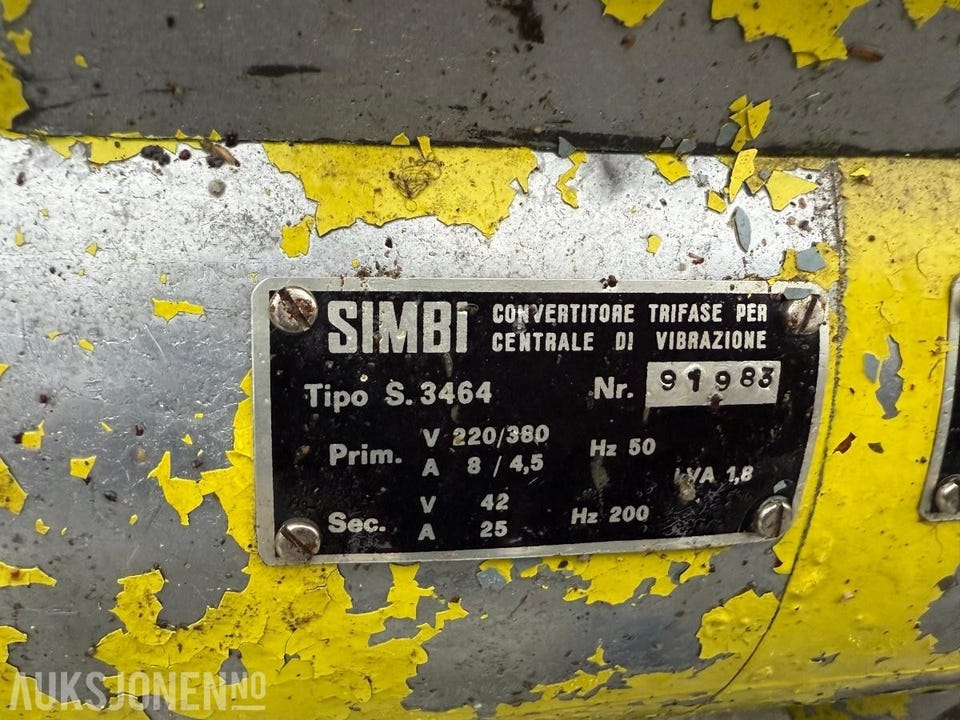 SIMBi
CONVERTITORE TRIFASE PER
CENTRALE DI VIBRAZIONE
Tipo S. 3464 Nr. 91983
Prim. V 220/380 Hz 50
A 8 / 4,5
KVA 1,8
Sec. V 42 Hz 200
A 25
AUKSJONEN.NO